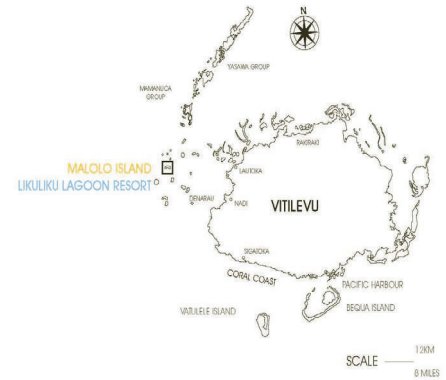 N
YASAWA GROUP
MAMANUCA
GROUP
RAKIRAKI
MALOLO ISLAND
LAUTOKA
LIKULIKU LAGOON RESORT
DENARAU
NADI
VITILEVU
SIGATOKA
CORAL COAST
PACIFIC HARBOUR
BEQUA ISLAND
VATULELE ISLAND
12KM
SCALE
8 MILES